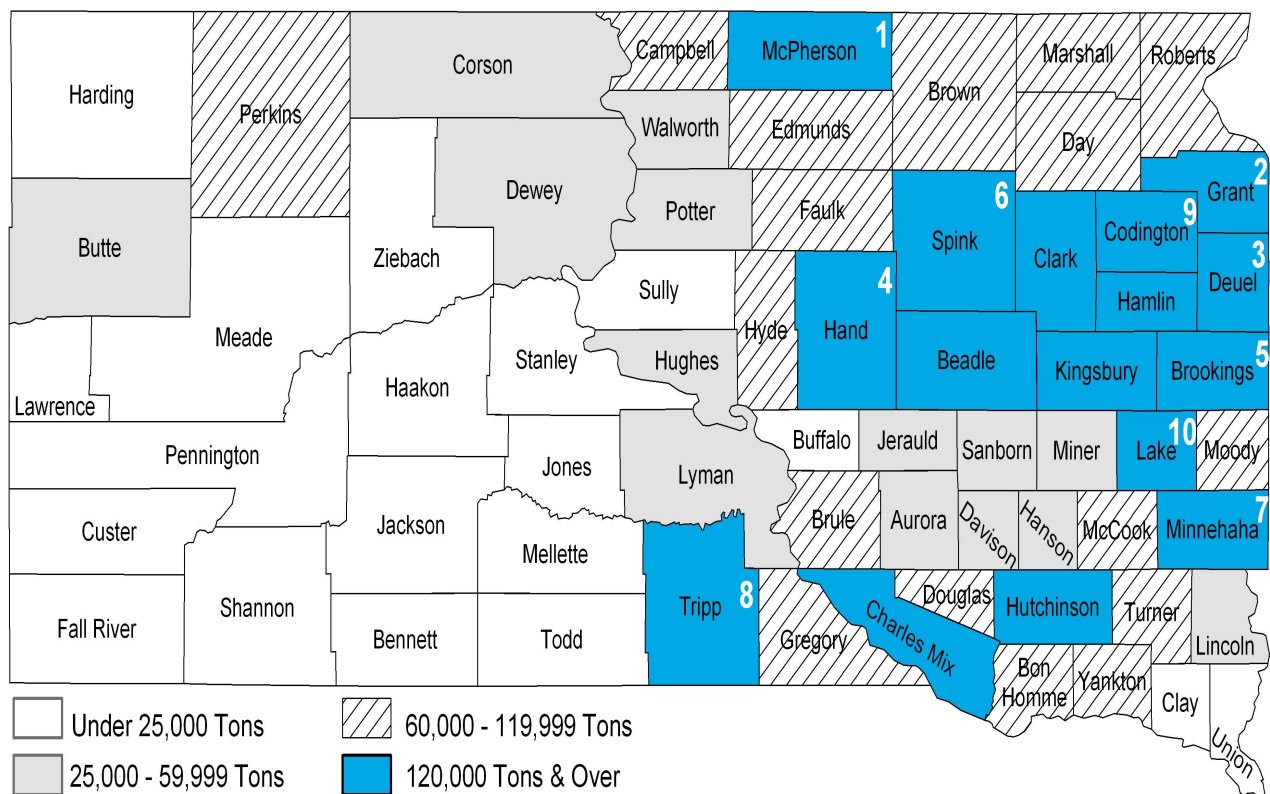 Harding
Perkins
Corson
Campbell
McPherson
1
Brown
Marshall
Roberts
Walworth
Edmunds
Day
Butte
Dewey
Potter
Faulk
6
Spink
Clark
9
Codington
2
Grant
Ziebach
Sully
Hyde
4
Hand
Hamlin
3
Deuel
Meade
Stanley
Hughes
Beadle
Kingsbury
5
Brookings
Lawrence
Haakon
Pennington
Jones
Lyman
Buffalo
Jerauld
Sanborn
Miner
10
Lake
Moody
Custer
Jackson
Mellette
Brule
Aurora
Davison
Hanson
McCook
7
Minnehaha
Fall River
Shannon
Bennett
Todd
Tripp
8
Gregory
Charles Mix
Douglas
Hutchinson
Turner
Lincoln
Bon
Homme
Yankton
Clay
Union
Under 25,000 Tons
60,000 - 119,999 Tons
25,000 - 59,999 Tons
120,000 Tons & Over